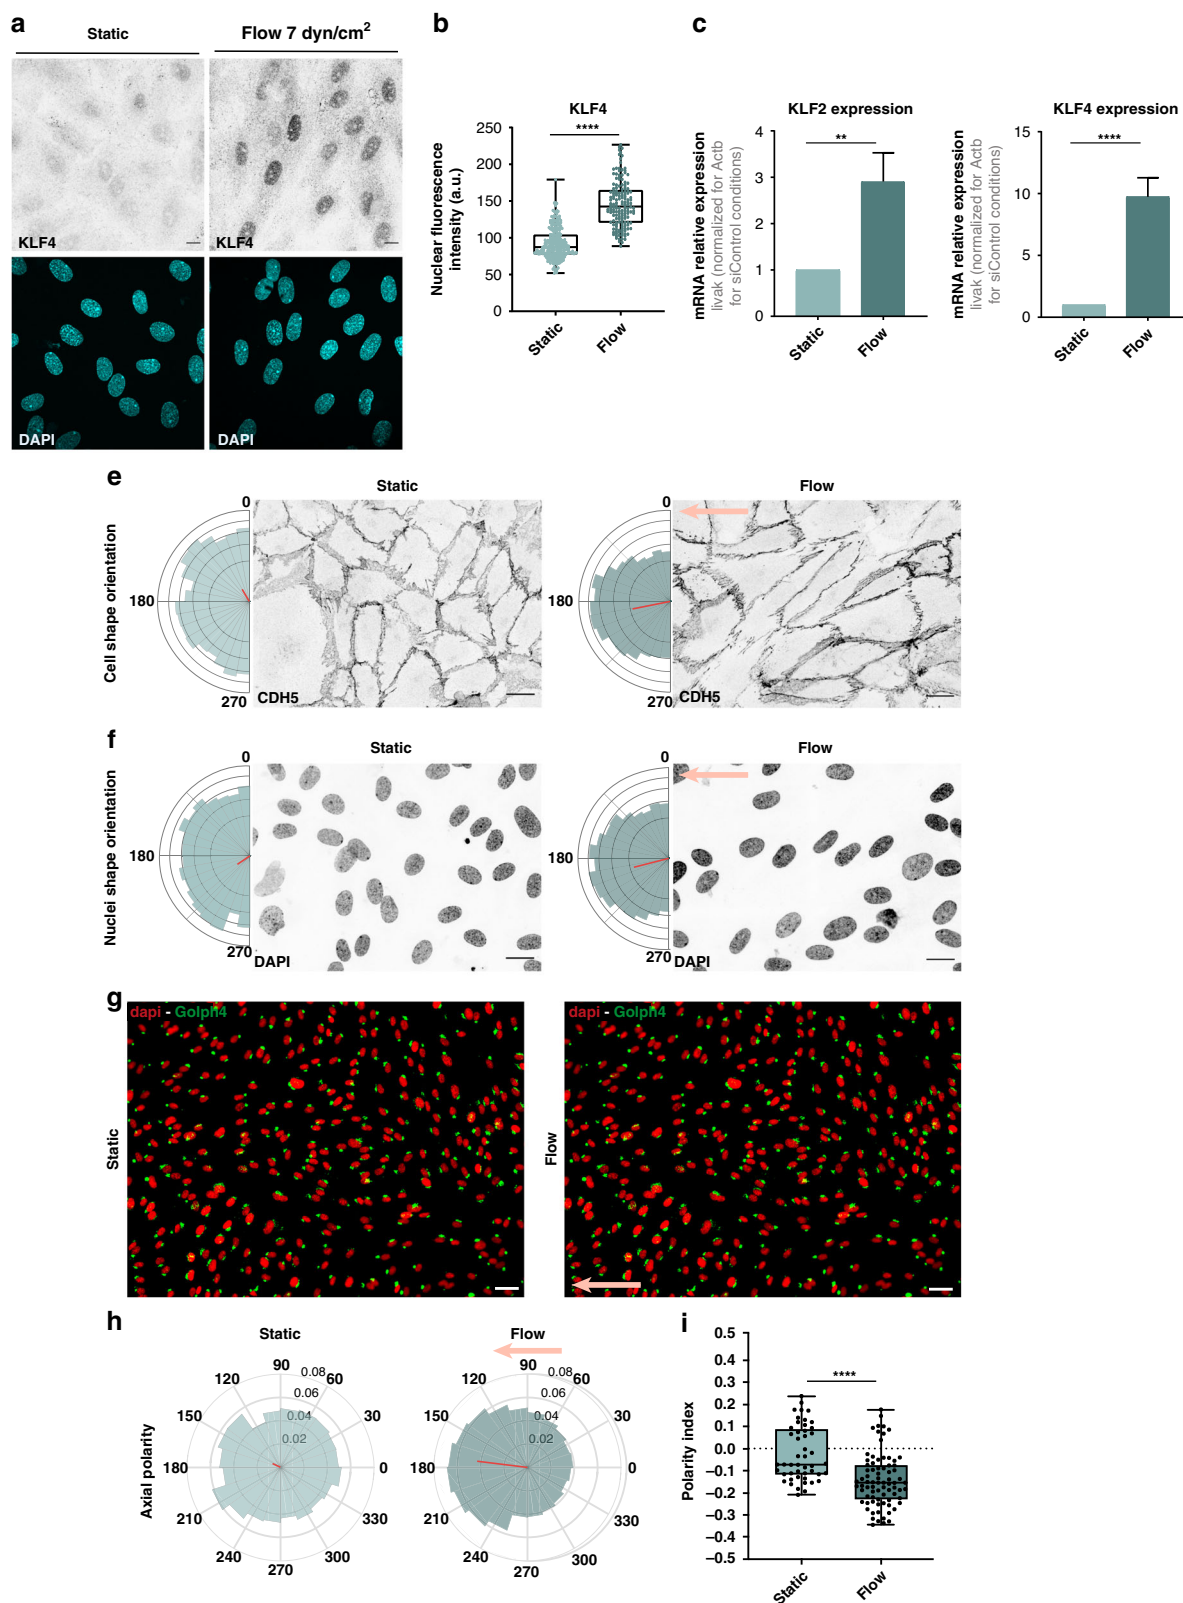 a
Static
Flow 7 dyn/cm²
KLF4
KLF4
DAPI
DAPI
b
KLF4
****
Nuclear fluorescence
intensity (a.u.)
250
200
150
100
50
0
Static
Flow
c
KLF2 expression
**
mRNA relative expression
livak (normalized for Actb
for siControl conditions)
4
3
2
1
0
Static
Flow
KLF4 expression
****
mRNA relative expression
livak (normalized for Actb
for siControl conditions)
15
10
5
0
Static
Flow
e
Static
Flow
Cell shape orientation
0
180
270
CDH5
0
180
270
CDH5
f
Static
Flow
Nuclei shape orientation
0
180
270
DAPI
0
180
270
DAPI
g
dapi - Golph4
Static
dapi - Golph4
Flow
h
Static
Flow
Axial polarity
90
120
60
150
30
180
0
210
330
240
300
270
0.08
0.06
0.04
0.02
90
120
60
150
30
180
0
210
330
240
300
270
0.08
0.06
0.04
0.02
i
****
Polarity index
0.5
0.4
0.3
0.2
0.1
0.0
–0.1
–0.2
–0.3
–0.4
–0.5
Static
Flow